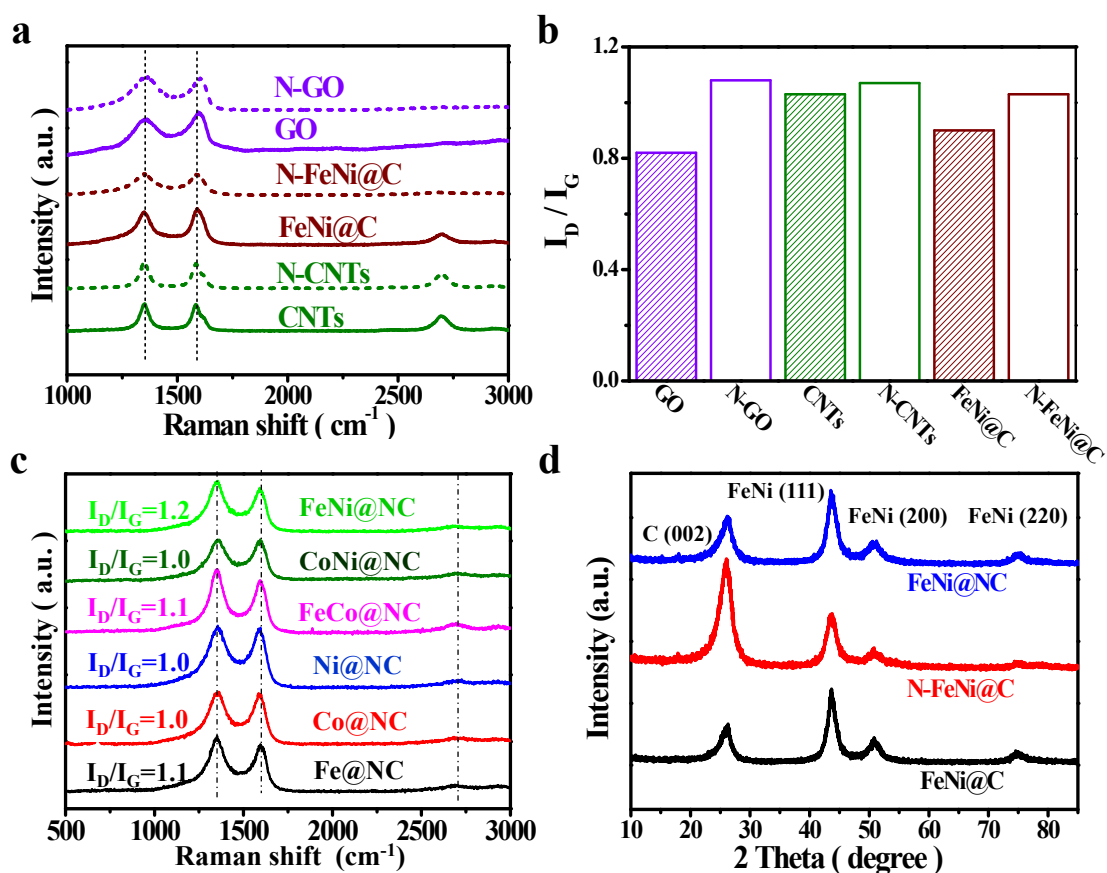 a
N-GO
GO
N-FeNi@C
FeNi@C
N-CNTs
CNTs
Intensity ( a.u.)
1000 1500 2000 2500 3000
Raman shift ( cm-1)
b
1.2
0.8
0.4
0.0
ID / IG
GO N-GO CNTs N-CNTs FeNi@C N-FeNi@C
c
ID/IG=1.2 FeNi@NC
ID/IG=1.0 CoNi@NC
ID/IG=1.1 FeCo@NC
ID/IG=1.0 Ni@NC
ID/IG=1.0 Co@NC
ID/IG=1.1 Fe@NC
Intensity ( a.u.)
500 1000 1500 2000 2500 3000
Raman shift (cm-1)
d
FeNi (111)
C (002) FeNi (200) FeNi (220)
FeNi@NC
N-FeNi@C
FeNi@C
Intensity (a.u.)
10 20 30 40 50 60 70 80
2 Theta ( degree )